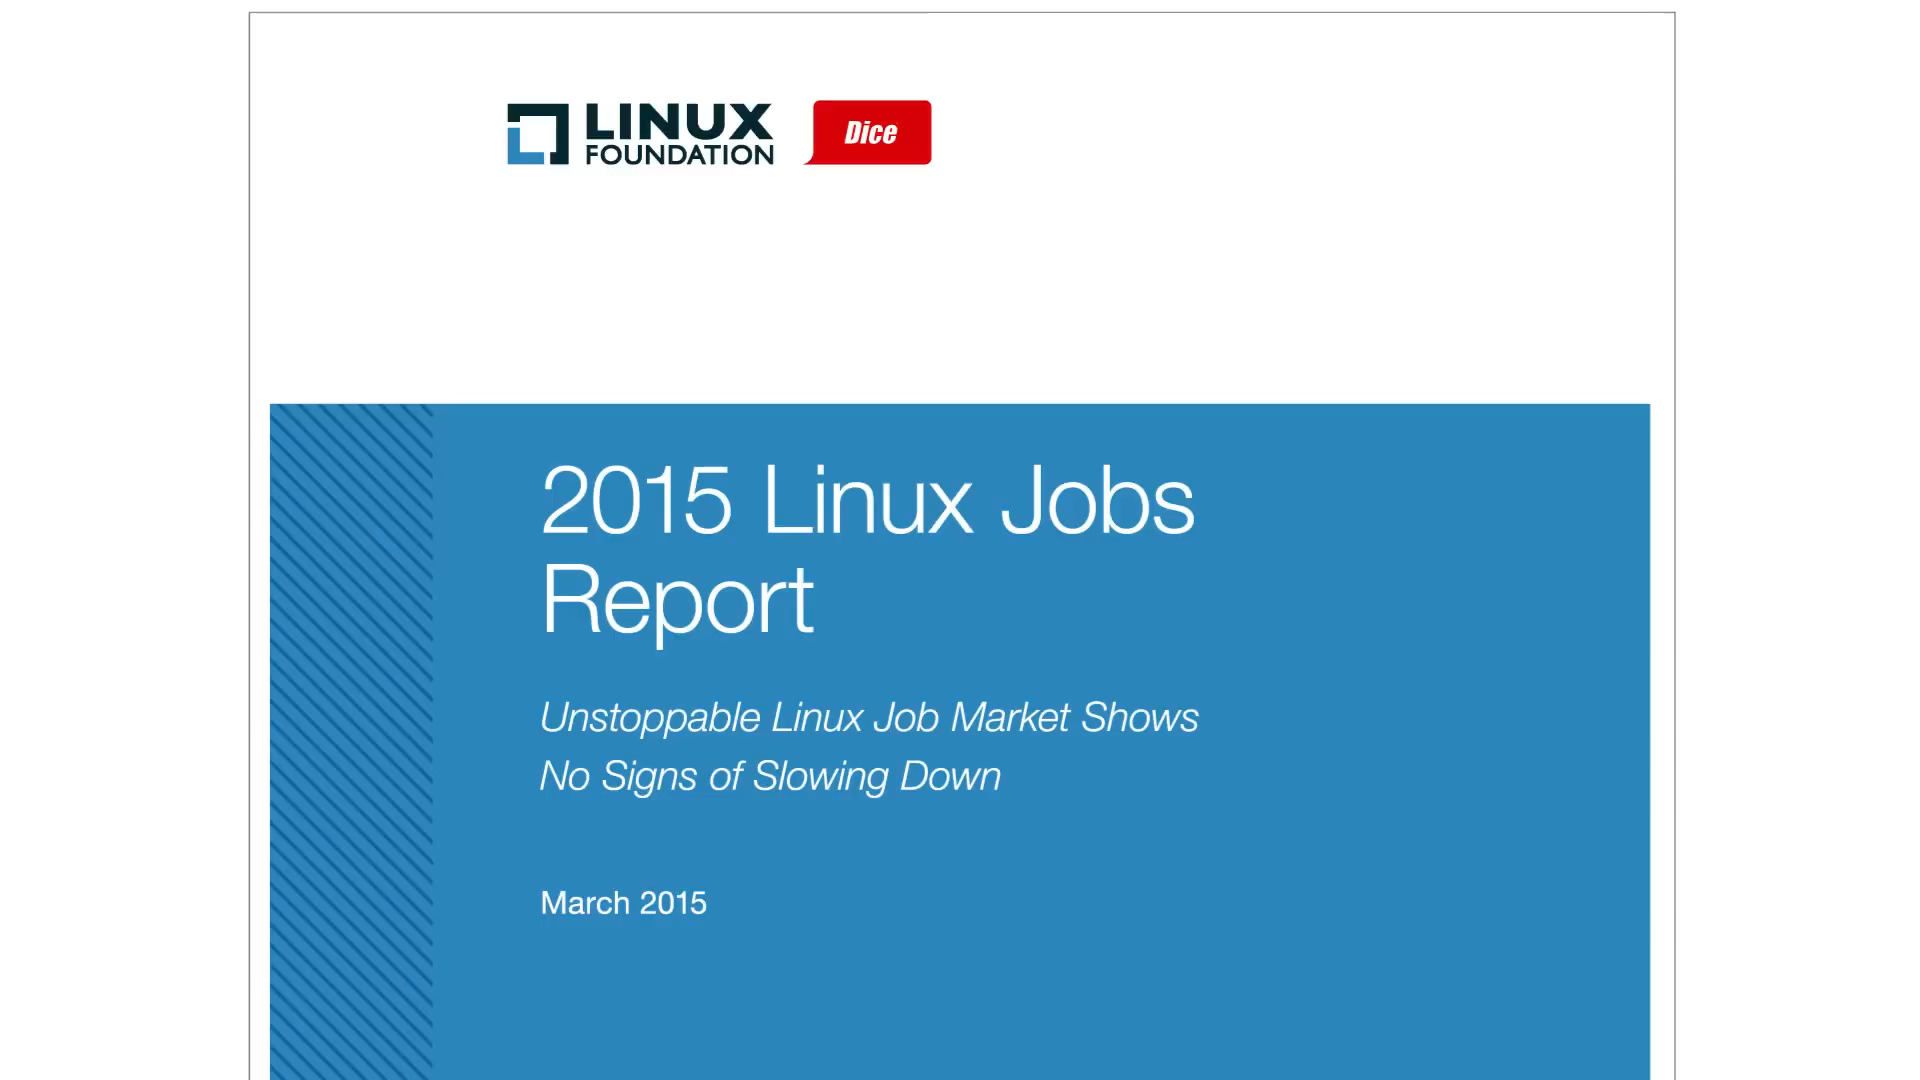 LINUX
FOUNDATION
Dice
2015 Linux Jobs
Report
Unstoppable Linux Job Market Shows
No Signs of Slowing Down
March 2015